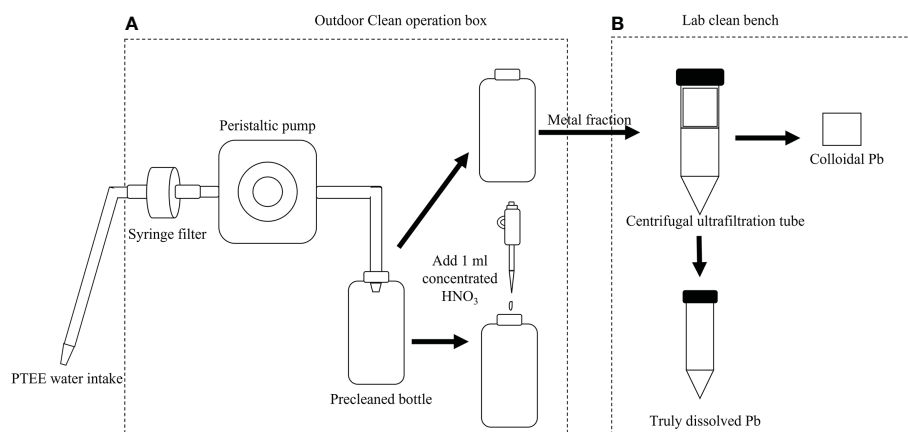 A
Outdoor Clean operation box
B
Lab clean bench
Peristaltic pump
Metal fraction
Colloidal Pb
Syringe filter
Centrifugal ultrafiltration tube
Add 1 ml
concentrated
HNO₃
PTEE water intake
Precleaned bottle
Truly dissolved Pb